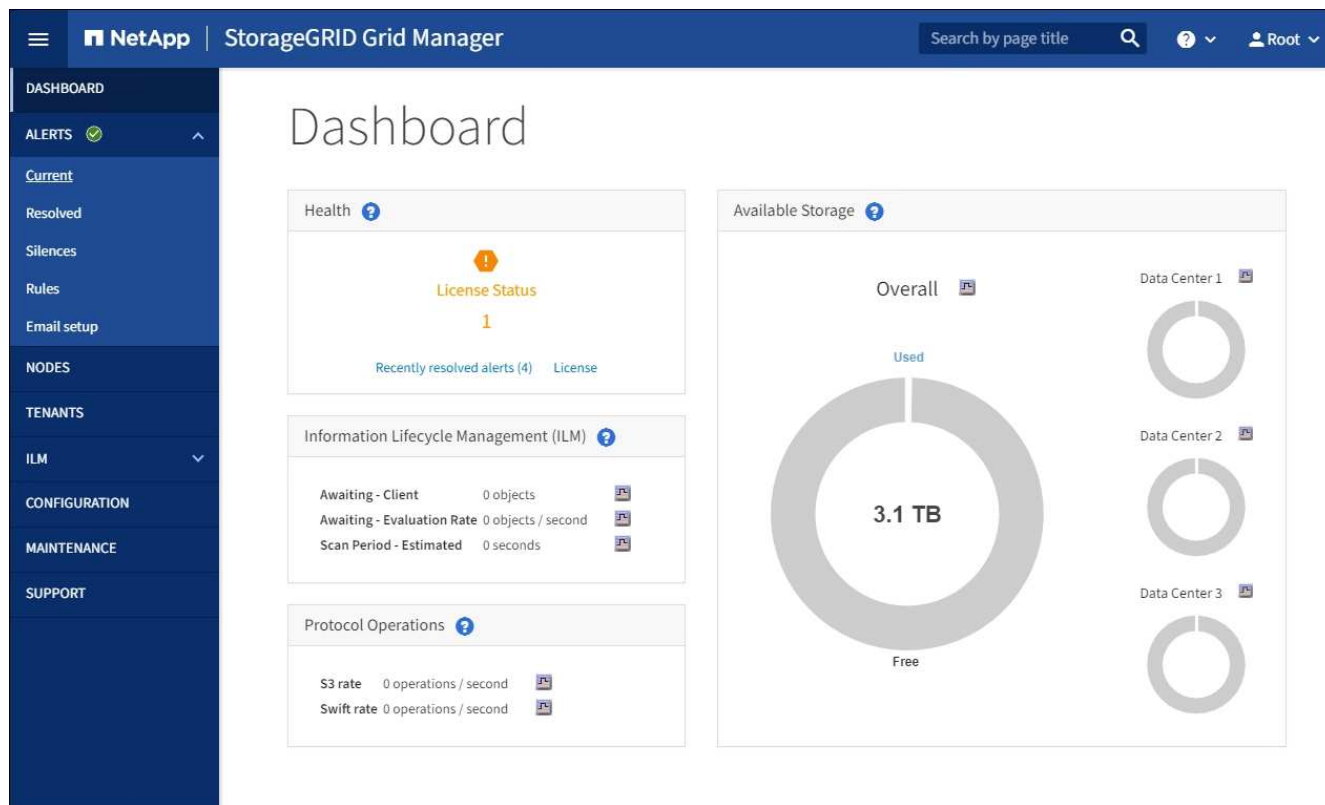 NetApp | StorageGRID Grid Manager
Search by page title
Root
DASHBOARD
ALERTS
Current
Resolved
Silences
Rules
Email setup
NODES
TENANTS
ILM
CONFIGURATION
MAINTENANCE
SUPPORT
Dashboard
Health
License Status
1
Recently resolved alerts (4) License
Information Lifecycle Management (ILM)
Awaiting - Client 0 objects
Awaiting - Evaluation Rate 0 objects / second
Scan Period - Estimated 0 seconds
Protocol Operations
S3 rate 0 operations / second
Swift rate 0 operations / second
Available Storage
Overall
Used
3.1 TB
Free
Data Center 1
Data Center 2
Data Center 3